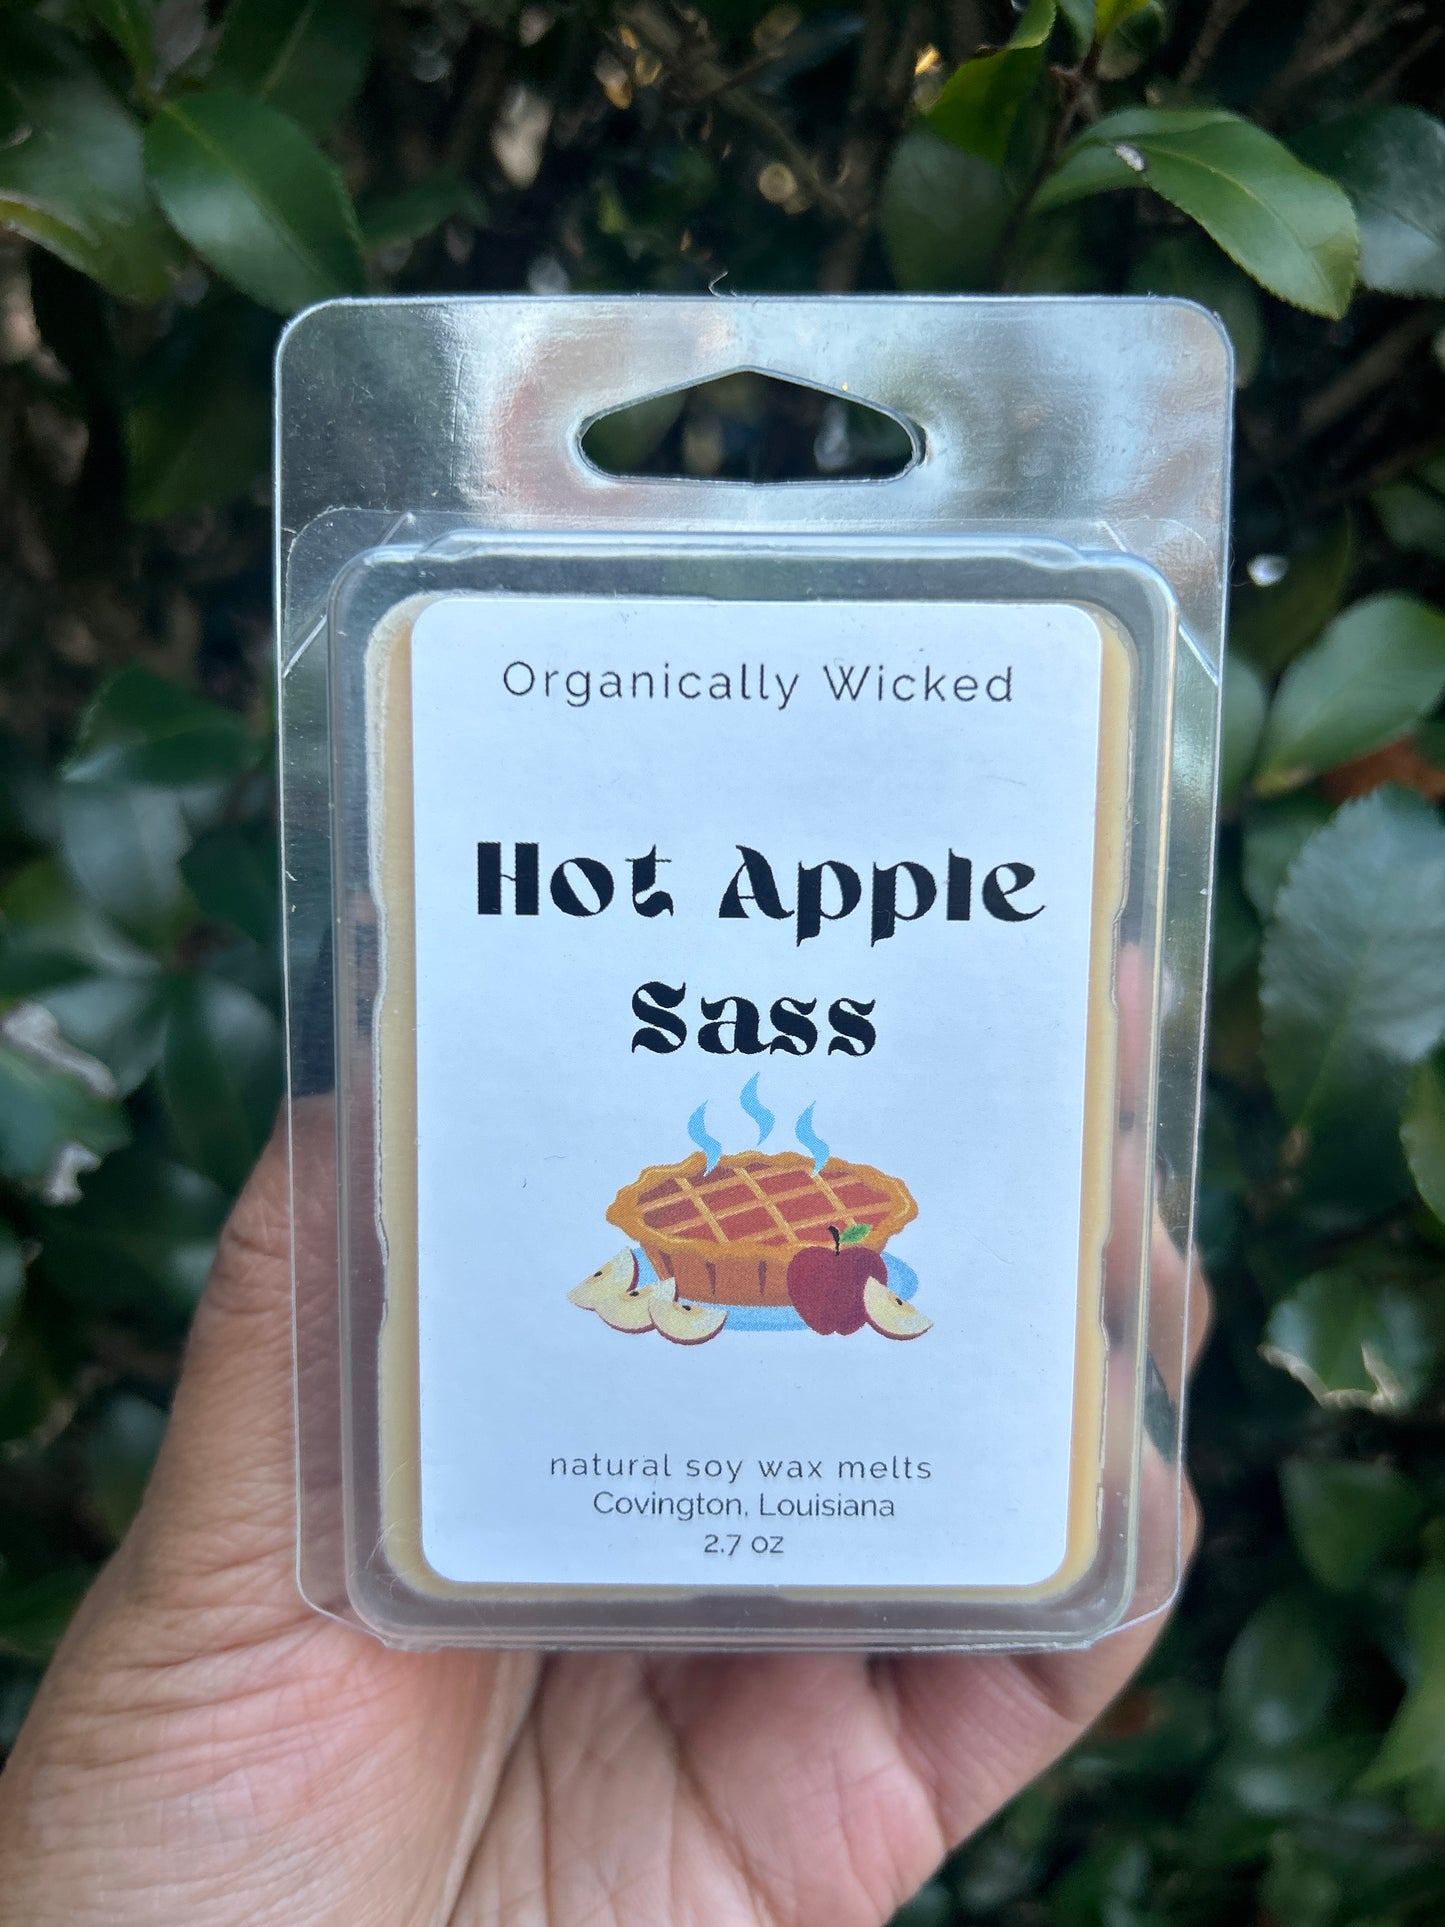 Organically Wicked
Hot Apple
Sass
natural soy wax melts
Covington, Louisiana
2.7 oz